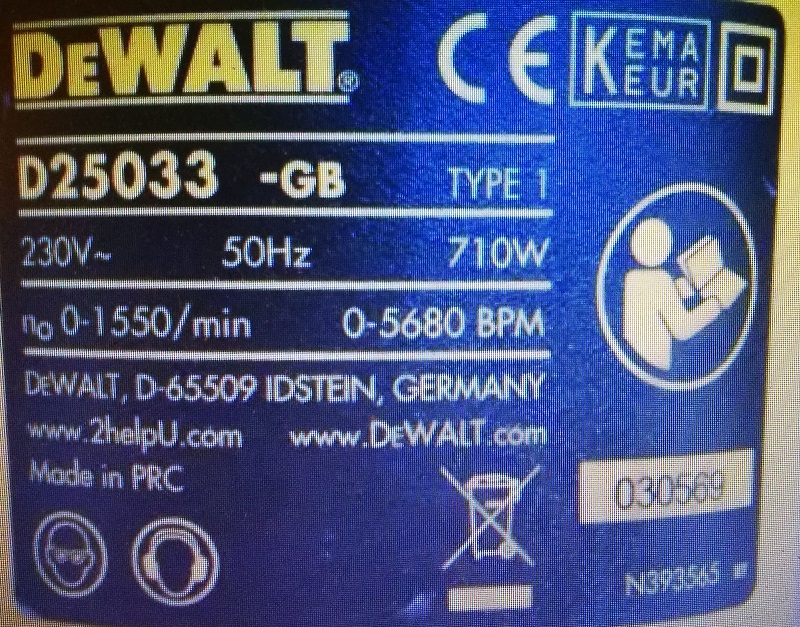 DEWALT®
CE KEMA KEUR
D25033 -GB TYPE 1
230V~ 50Hz 710W
n₀ 0-1550/min 0-5680 BPM
DEWALT, D-65509 IDSTEIN, GERMANY
www.2helpU.com www.DEWALT.com
Made in PRC
030569
N393565